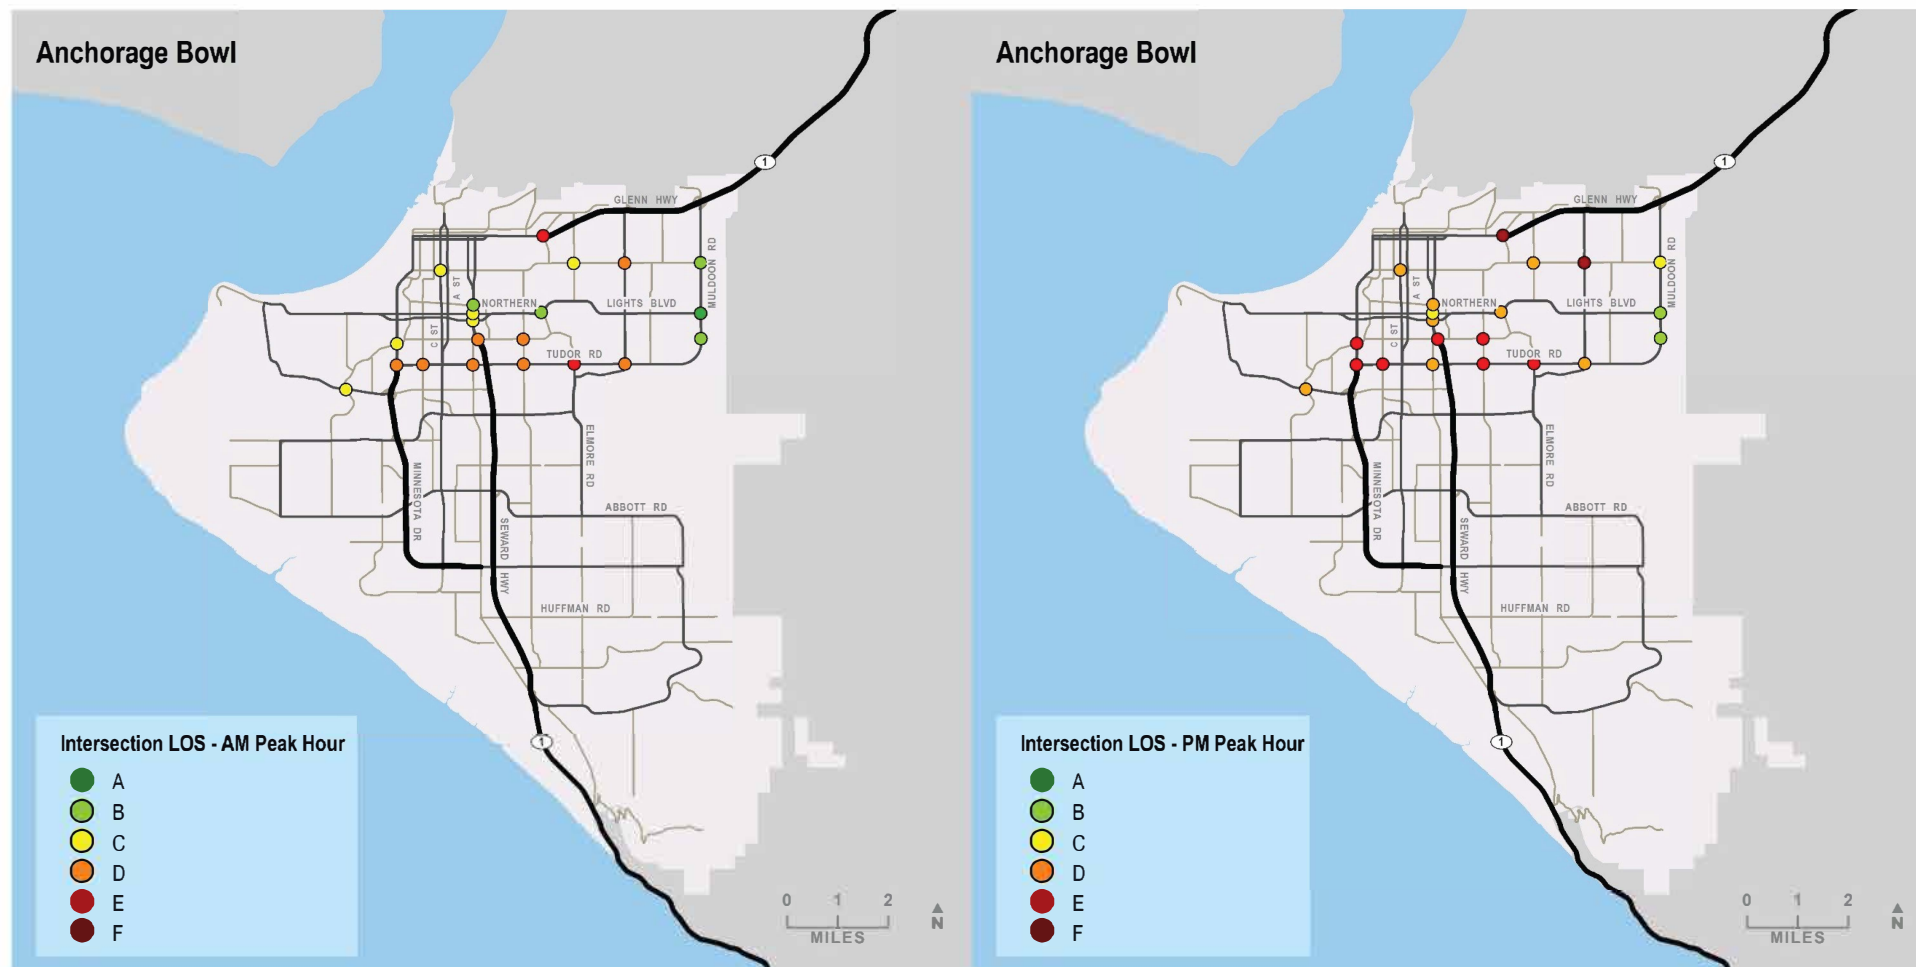 Anchorage Bowl
1
GLENN HWY
MULDOON RD
A ST
NORTHERN LIGHTS BLVD
C ST
TUDOR RD
ELMORE RD
MINNESOTA DR
ABBOTT RD
SEWARD HWY
HUFFMAN RD
1
Intersection LOS - AM Peak Hour
A
B
C
D
E
F
0 1 2
MILES
N
Anchorage Bowl
1
GLENN HWY
MULDOON RD
A ST
NORTHERN LIGHTS BLVD
C ST
TUDOR RD
ELMORE RD
MINNESOTA DR
ABBOTT RD
SEWARD HWY
HUFFMAN RD
1
Intersection LOS - PM Peak Hour
A
B
C
D
E
F
0 1 2
MILES
N